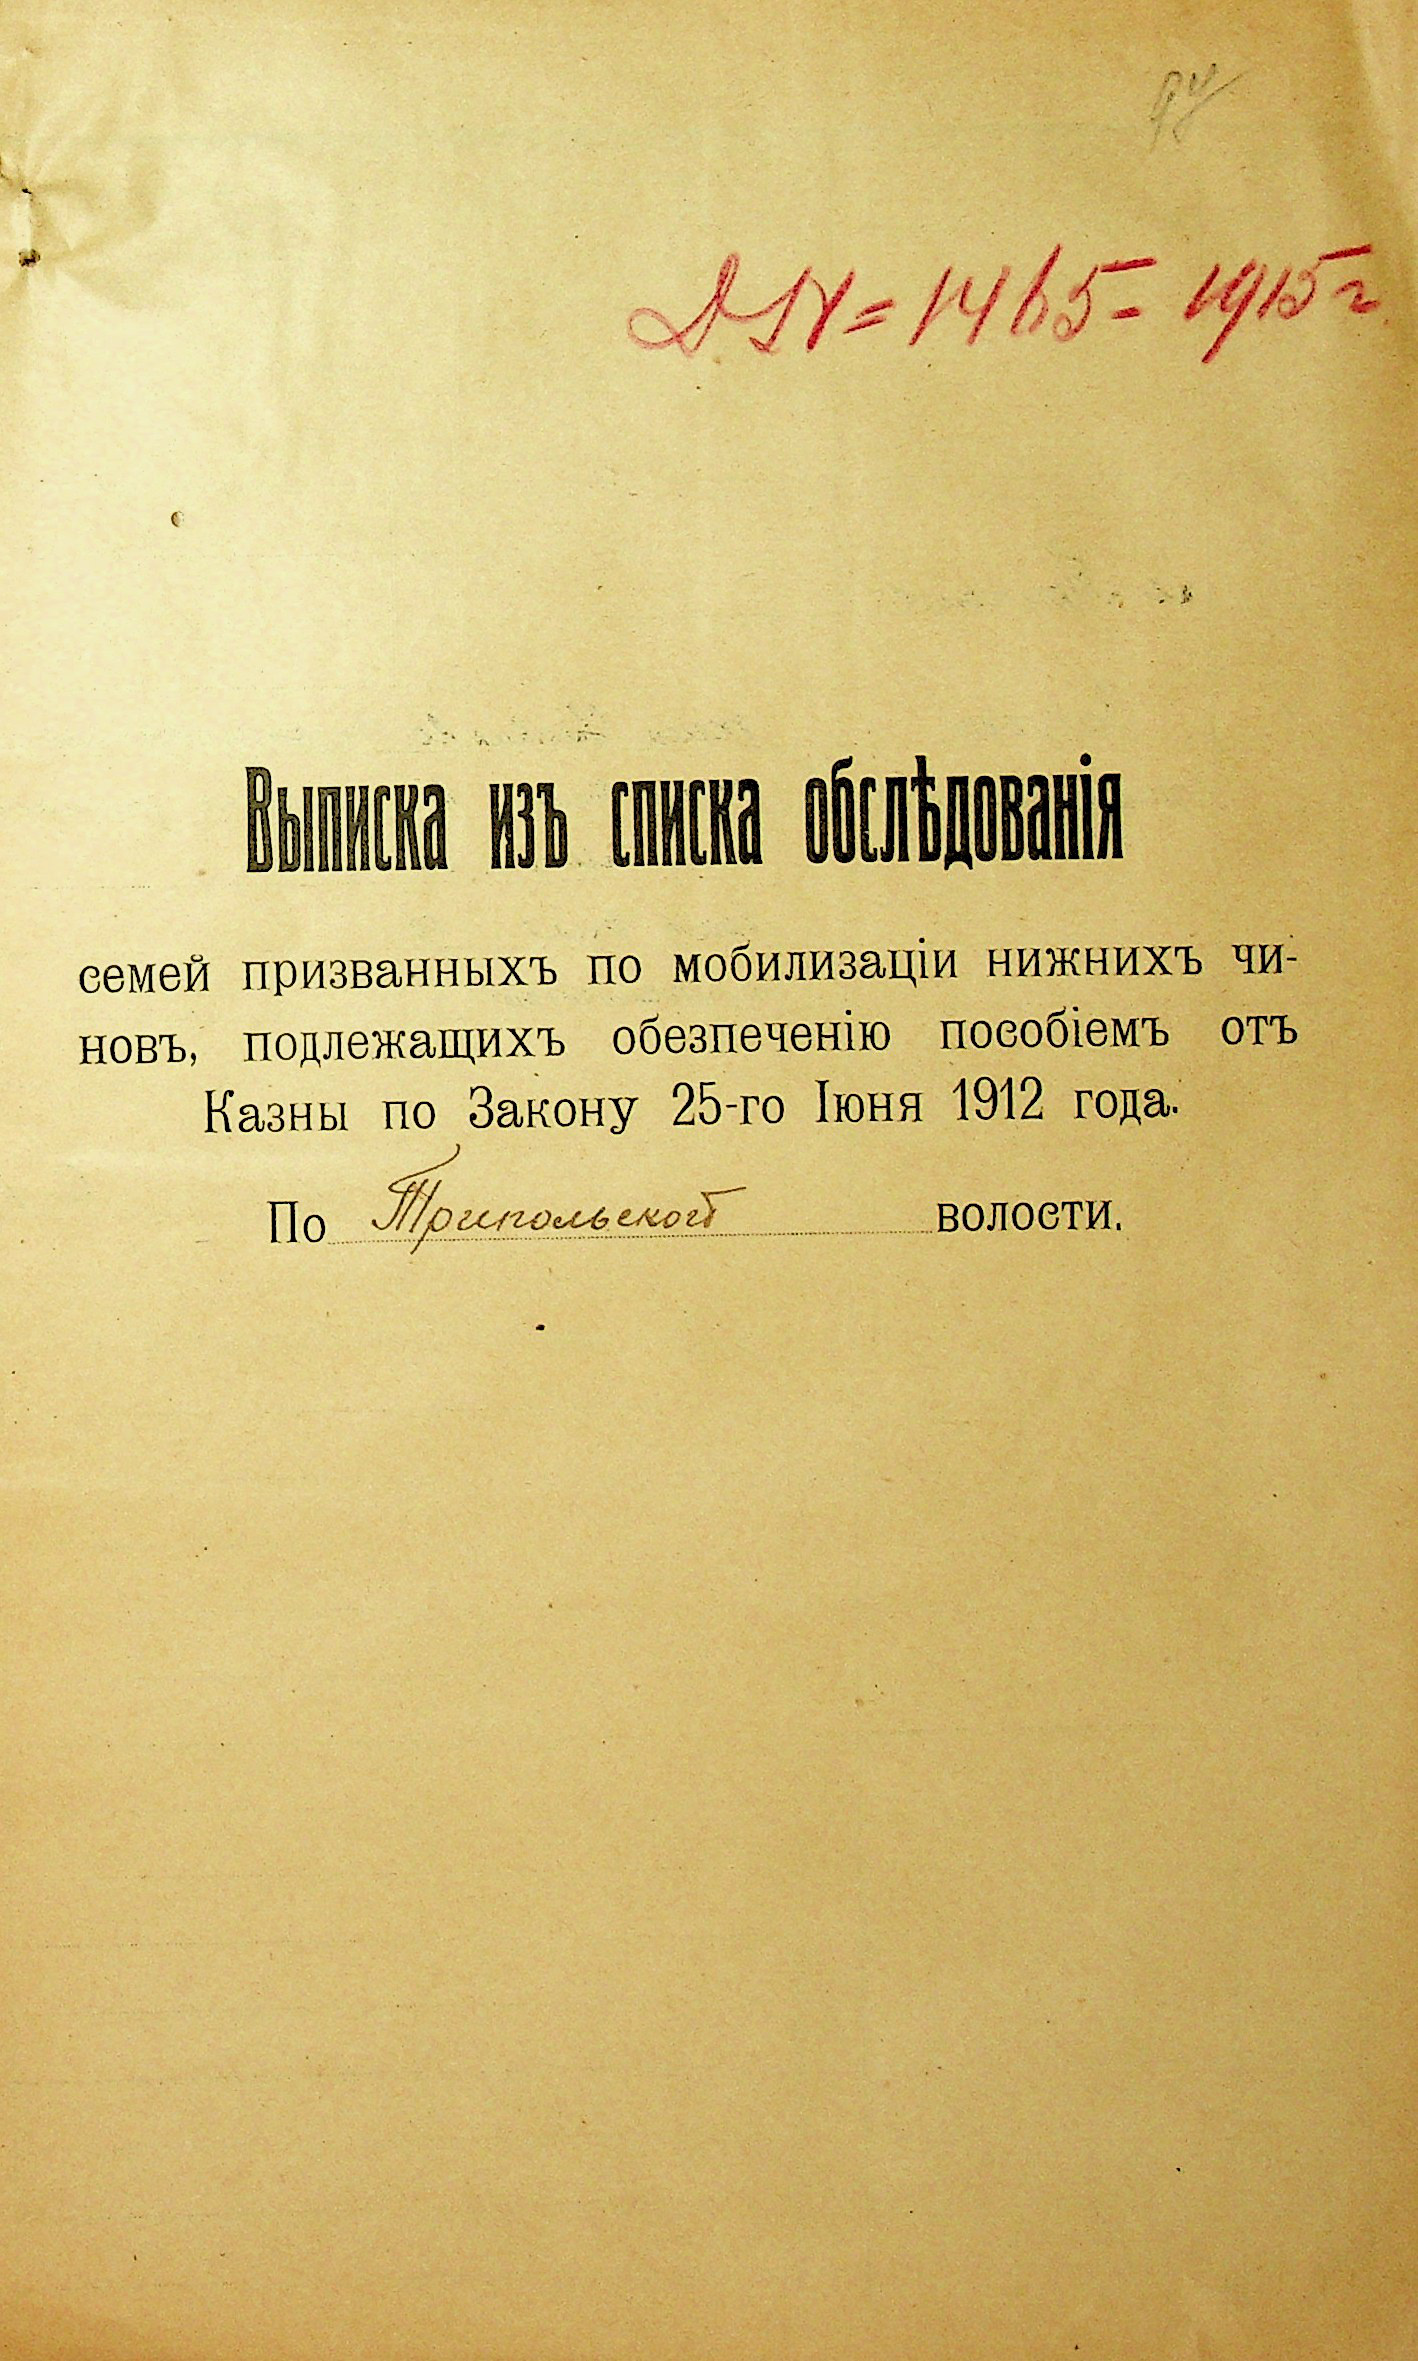 Д № = 1465 - 1915 г
Выписка изъ списка обслѣдованія
семей призванныхъ по мобилизаціи нижнихъ чи-
новъ, подлежащихъ обезпеченію пособіемъ отъ
Казны по Закону 25-го Іюня 1912 года.
По Трипольской волости.